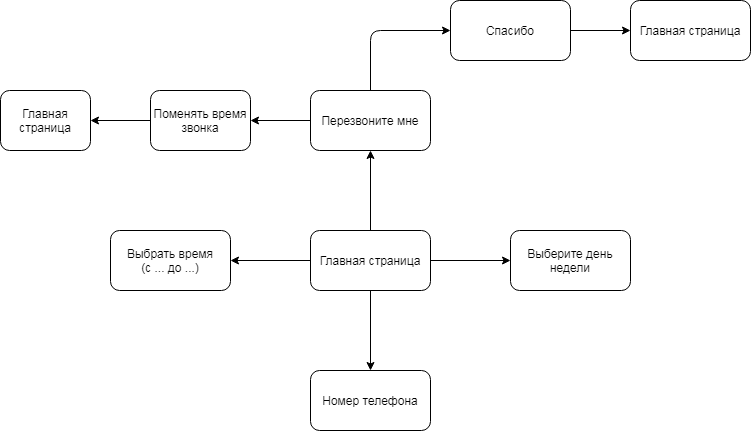 Спасибо
Главная страница
Главная
страница
Поменять время
звонка
Перезвоните мне
Выбрать время
(с ... до ...)
Главная страница
Выберите день
недели
Номер телефона